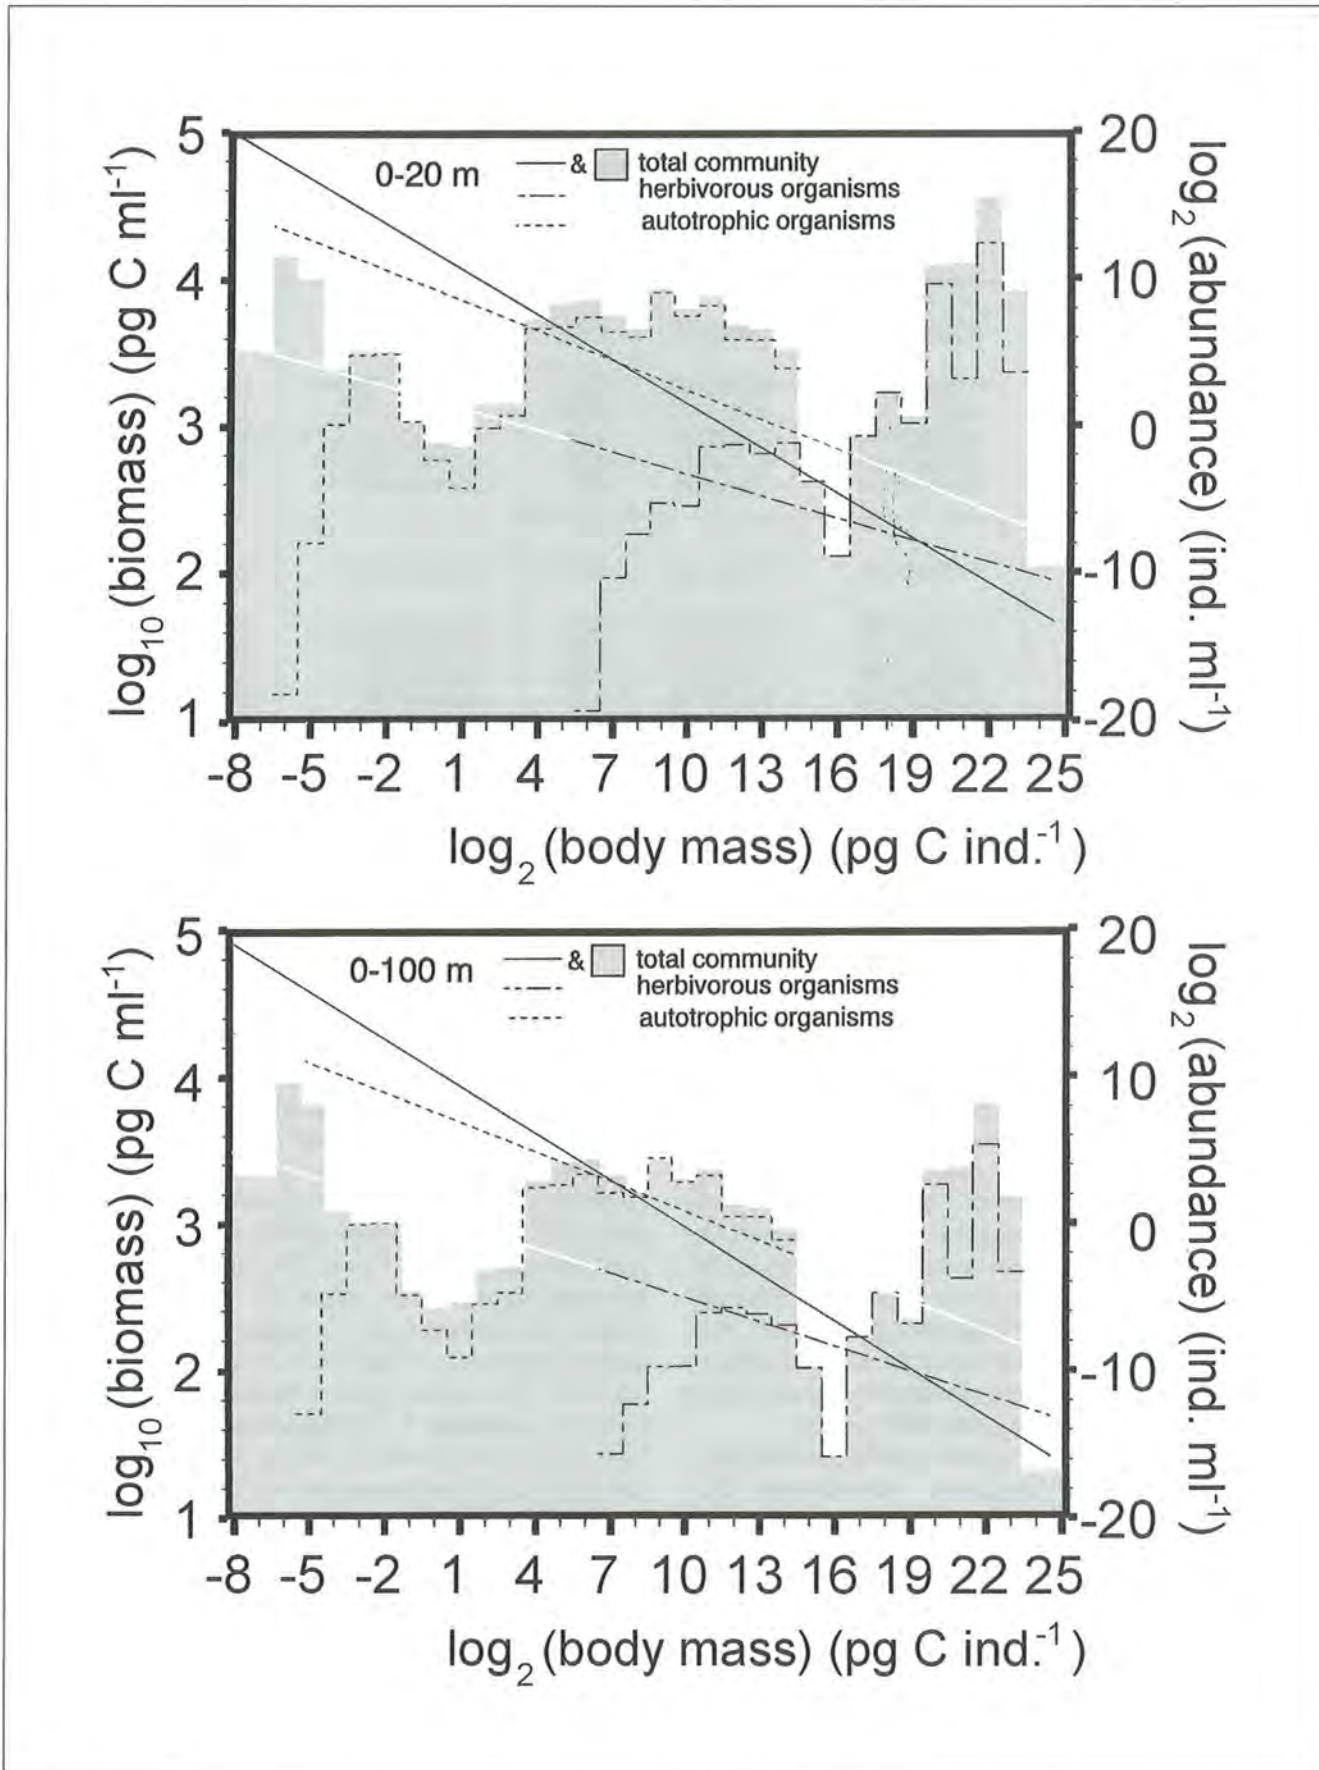 5
4
3
2
1
log₁₀ (biomass) (pg C ml⁻¹)
0-20 m
& total community
herbivorous organisms
autotrophic organisms
20
10
0
-10
-20
log₂ (abundance) (ind. ml⁻¹)
-8 -5 -2 1 4 7 10 13 16 19 22 25
log₂ (body mass) (pg C ind.⁻¹)
5
4
3
2
1
log₁₀ (biomass) (pg C ml⁻¹)
0-100 m
& total community
herbivorous organisms
autotrophic organisms
20
10
0
-10
-20
log₂ (abundance) (ind. ml⁻¹)
-8 -5 -2 1 4 7 10 13 16 19 22 25
log₂ (body mass) (pg C ind.⁻¹)